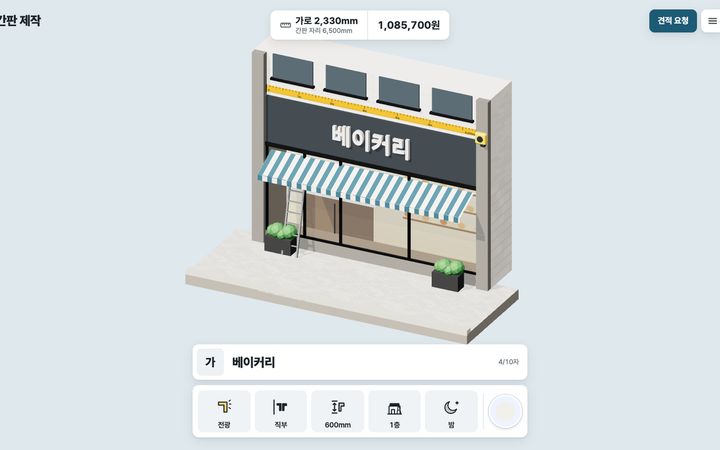 간판 제작
가로 2,330mm
간판 자리 6,500mm
1,085,700원
견적 요청
베이커리
가
베이커리
4/10자
전광
직부
600mm
1층
밤